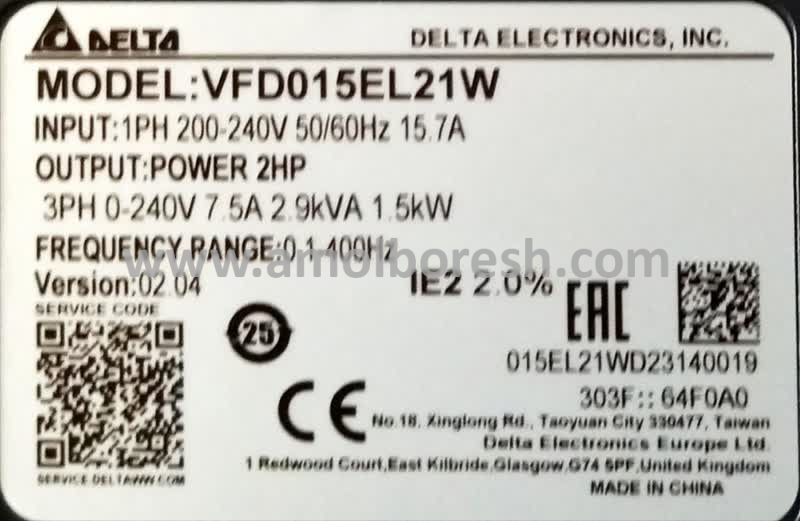 DELTA
DELTA ELECTRONICS, INC.
MODEL:VFD015EL21W
INPUT:1PH 200-240V 50/60Hz 15.7A
OUTPUT:POWER 2HP
3PH 0-240V 7.5A 2.9kVA 1.5kW
FREQUENCY RANGE:0.1-400Hz
www.amolboresh.com
Version:02.04
IE2 2.0%
SERVICE CODE
25
EAC
015EL21WD23140019
303F:: 64F0A0
CE
No.18, Xinglong Rd., Taoyuan City 330477, Taiwan
Delta Electronics Europe Ltd.
1 Redwood Court,East Kilbride,Glasgow,G74 5PF,United Kingdom
SERVICE.DELTAWW.COM
MADE IN CHINA